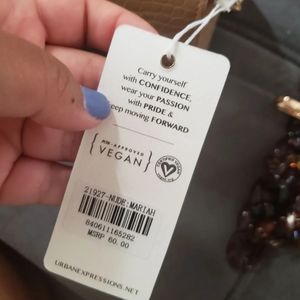 Carry yourself
with CONFIDENCE,
wear your PASSION
with PRIDE &
keep moving FORWARD
PETA-APPROVED
VEGAN
21927-NUDE:MARIAH
840611165282
MSRP 60.00
URBANEXPRESSIONS.NET